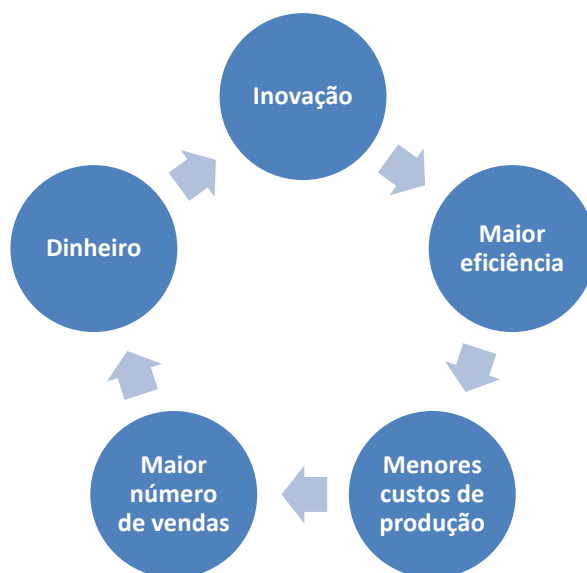 Inovação
Maior
eficiência
Menores
custos de
produção
Maior
número
de vendas
Dinheiro